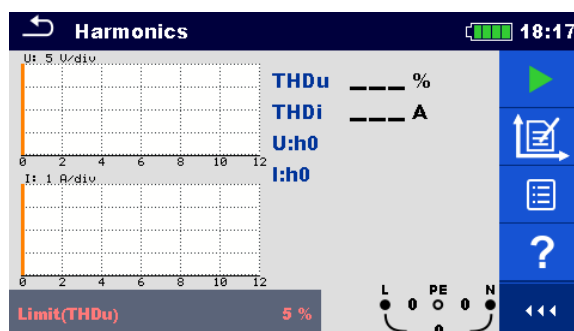 Harmonics 18:17
U: 5 V/div
0 2 4 6 8 10 12
I: 1 A/div
0 2 4 6 8 10 12
THDu ___ %
THDi ___ A
U:h0
I:h0
?
L PE N
0 0
0
Limit(THDu) 5 %